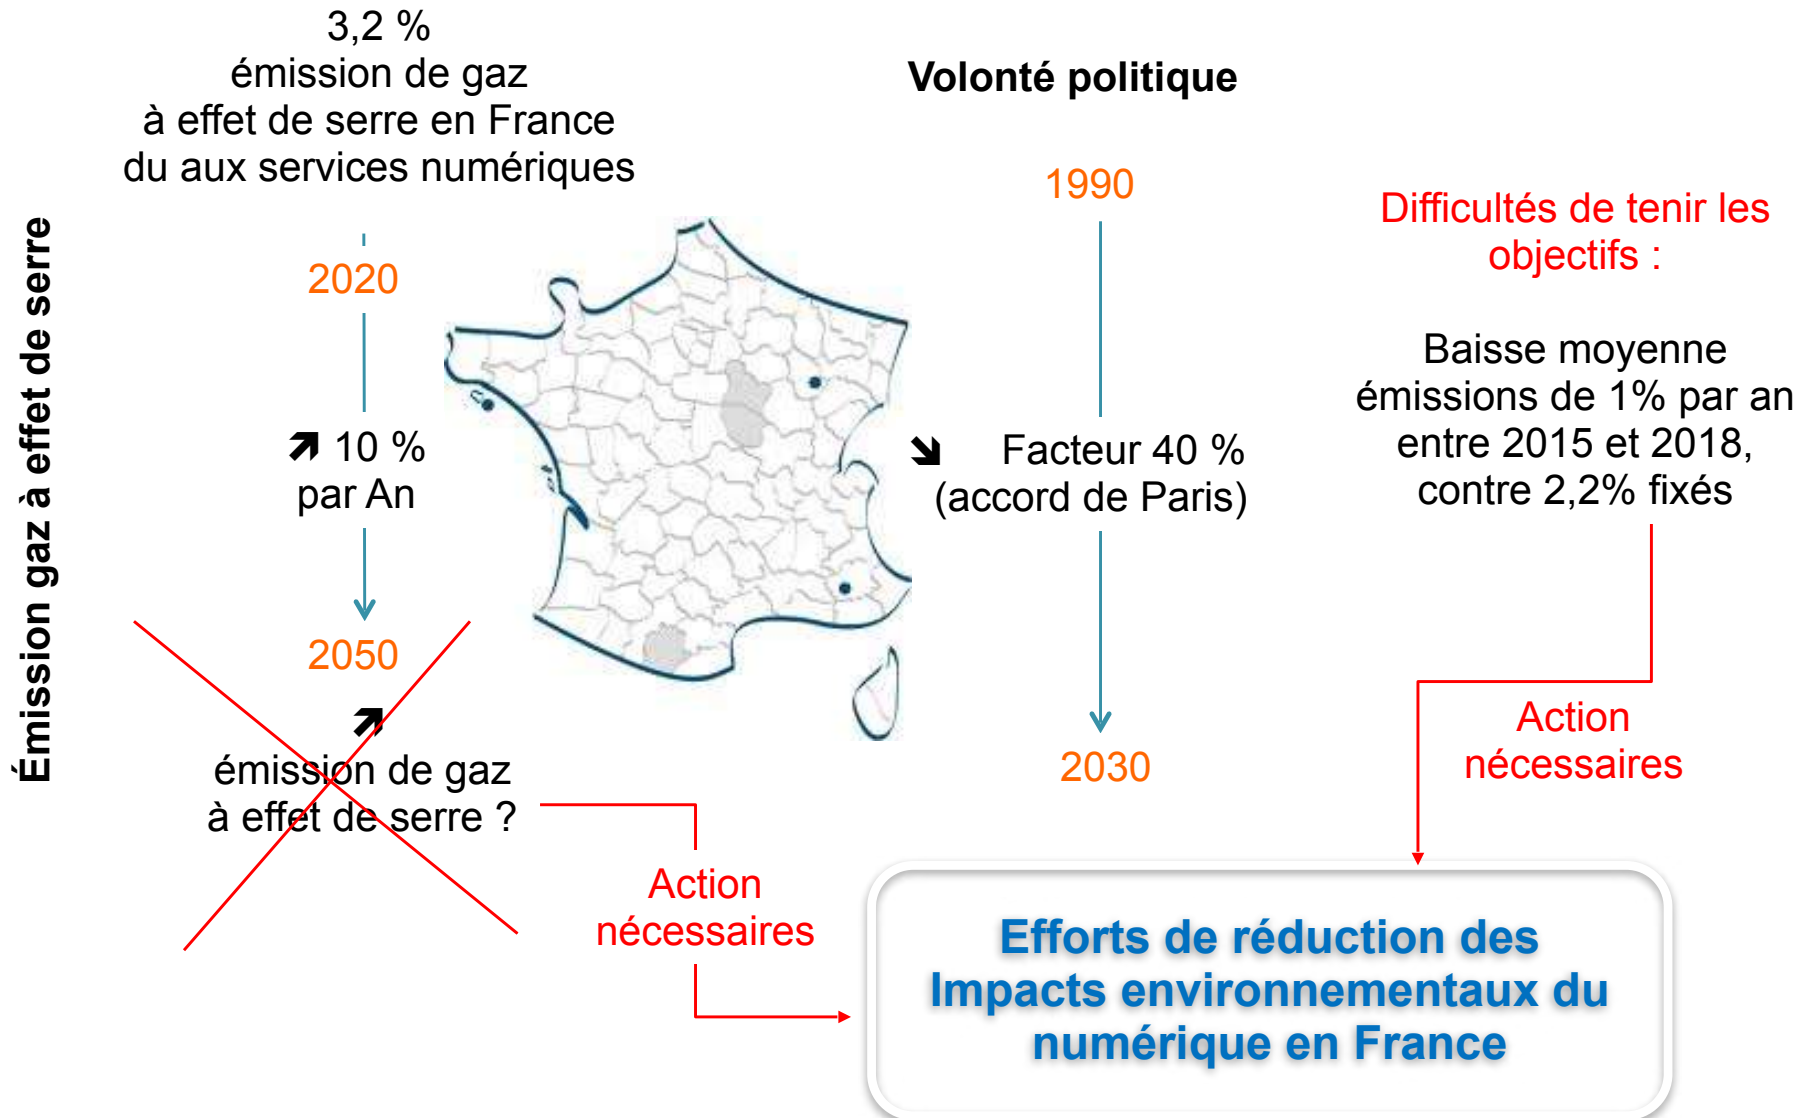 Émission gaz à effet de serre
3,2 %
émission de gaz
à effet de serre en France
du aux services numériques
2020
10 %
par An
2050
émission de gaz
à effet de serre ?
Action
nécessaires
Volonté politique
1990
Facteur 40 %
(accord de Paris)
2030
Difficultés de tenir les
objectifs :
Baisse moyenne
émissions de 1% par an
entre 2015 et 2018,
contre 2,2% fixés
Action
nécessaires
Efforts de réduction des
Impacts environnementaux du
numérique en France